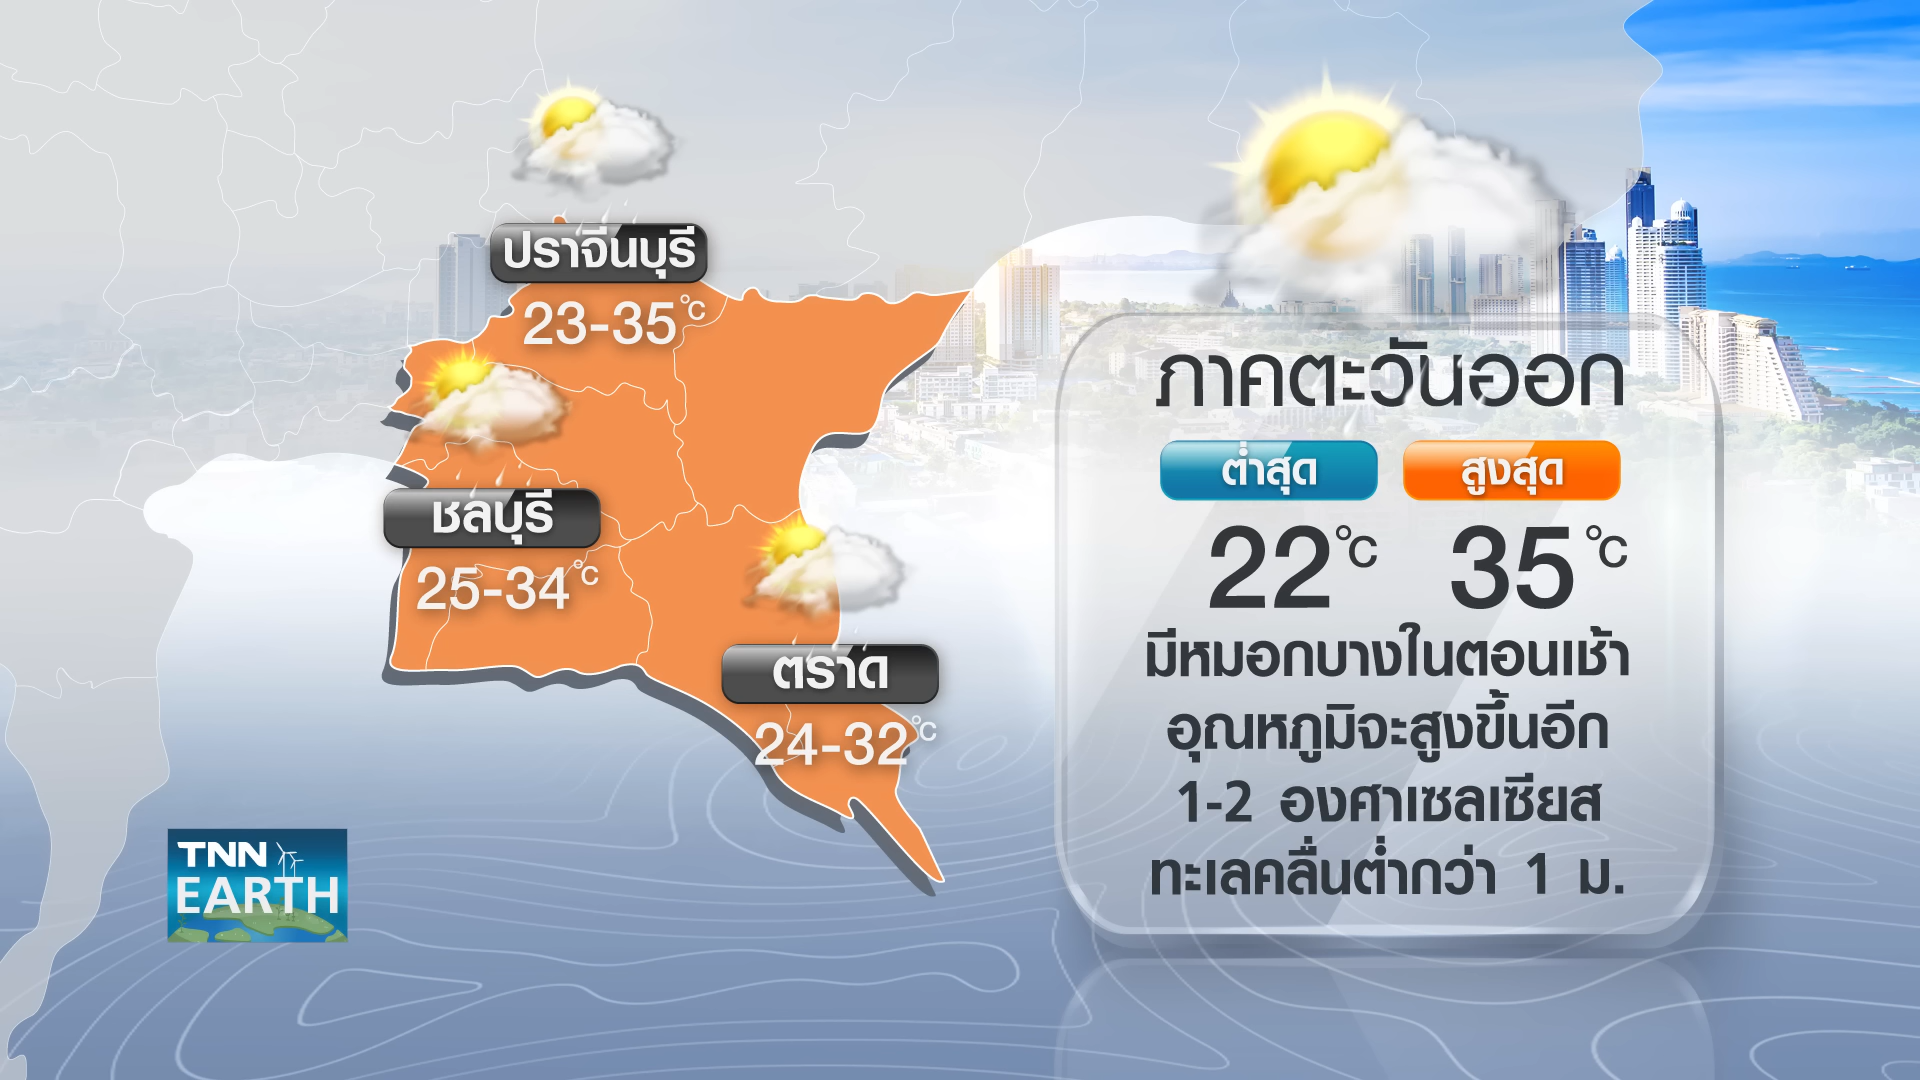 ปราจีนบุรี
23-35°C
ชลบุรี
25-34°C
ตราด
24-32°C
TNN
EARTH
ภาคตะวันออก
ต่ำสุด สูงสุด
22°C 35°C
มีหมอกบางในตอนเช้า
อุณหภูมิจะสูงขึ้นอีก
1-2 องศาเซลเซียส
ทะเลคลื่นต่ำกว่า 1 ม.